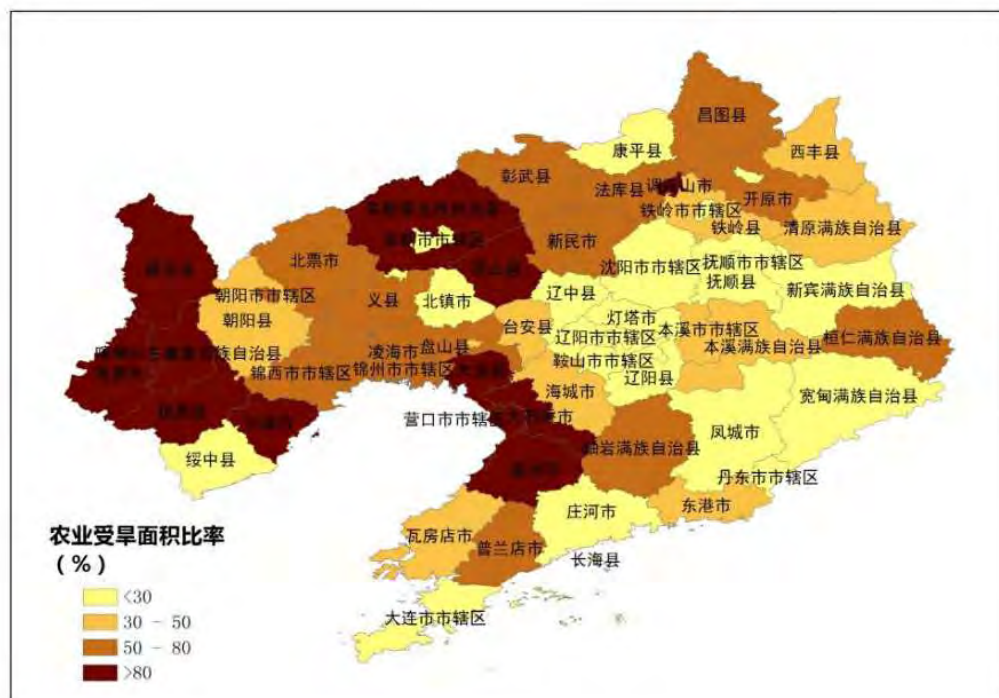 昌图县
康平县
西丰县
彰武县
法库县
开原市
铁岭市市辖区
铁岭县
清原满族自治县
新民市
北票市
沈阳市市辖区
抚顺市市辖区
抚顺县
新宾满族自治县
朝阳市市辖区
朝阳县
义县
北镇市
辽中县
台安县
灯塔市
辽阳市市辖区
本溪市市辖区
本溪满族自治县
桓仁满族自治县
凌海市
盘山县
锦西市市辖区
锦州市市辖区
鞍山市市辖区
海城市
辽阳县
宽甸满族自治县
岫岩满族自治县
凤城市
绥中县
丹东市市辖区
东港市
庄河市
瓦房店市
普兰店市
长海县
大连市市辖区
农业受旱面积比率
(%)
<30
30 - 50
50 - 80
>80